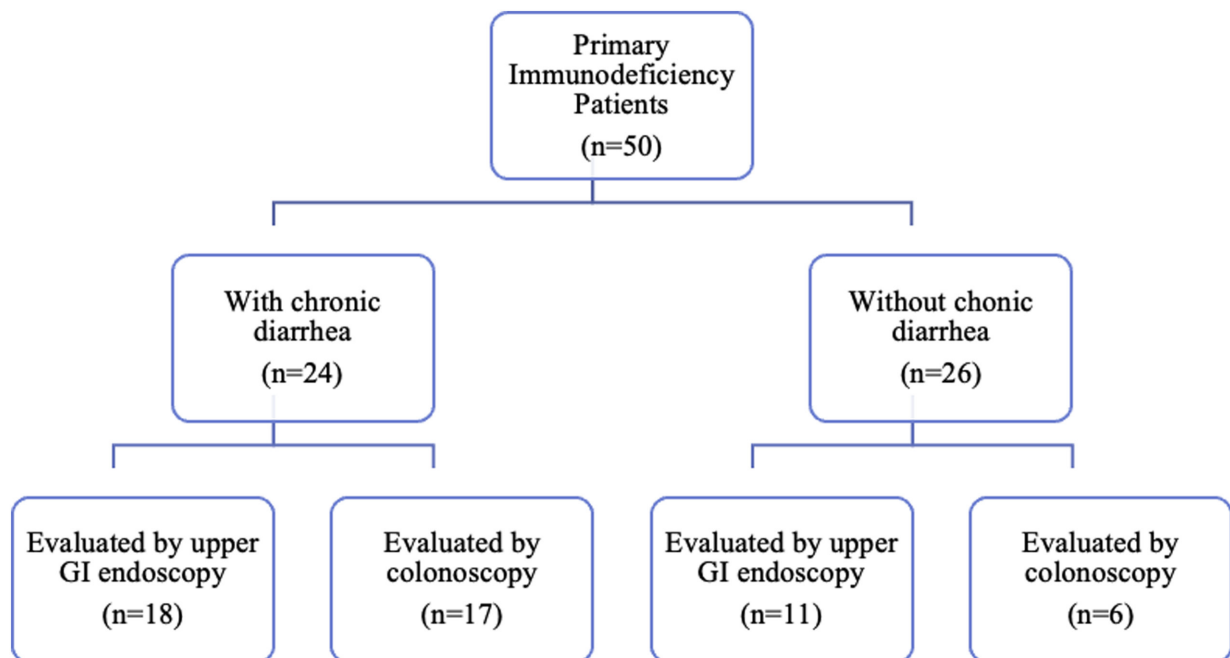 Primary
Immunodeficiency
Patients
(n=50)
With chronic
diarrhea
(n=24)
Without chonic
diarrhea
(n=26)
Evaluated by upper
GI endoscopy
(n=18)
Evaluated by
colonoscopy
(n=17)
Evaluated by upper
GI endoscopy
(n=11)
Evaluated by
colonoscopy
(n=6)